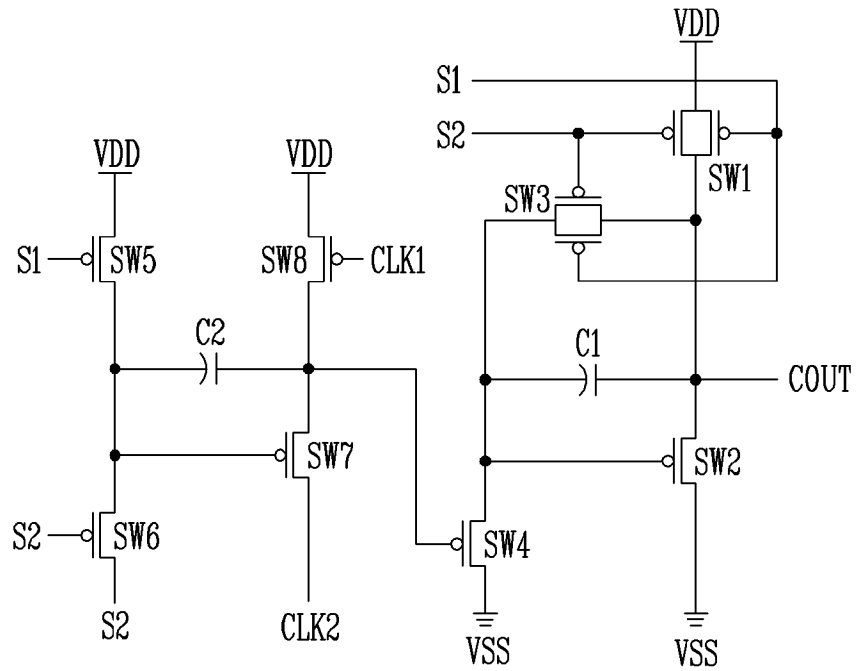 VDD
S1
S2
SW1
VDD
VDD
SW3
S1
SW5
SW8
CLK1
C2
C1
COUT
SW7
SW2
S2
SW6
SW4
S2
CLK2
VSS
VSS